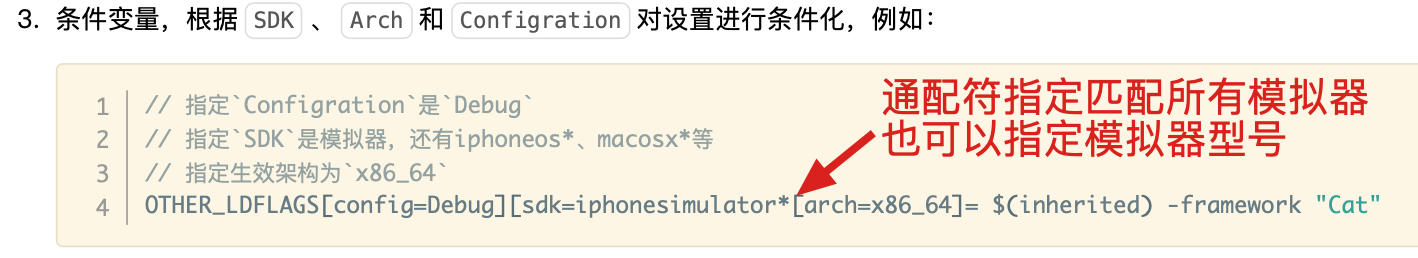 3. 条件变量，根据 SDK 、 Arch 和 Configration 对设置进行条件化，例如：
通配符指定匹配所有模拟器
也可以指定模拟器型号
1 // 指定`Configration`是`Debug`
2 // 指定`SDK`是模拟器，还有iphoneos*、macosx*等
3 // 指定生效架构为`x86_64`
4 OTHER_LDFLAGS[config=Debug][sdk=iphonesimulator*[arch=x86_64]= $(inherited) -framework "Cat"